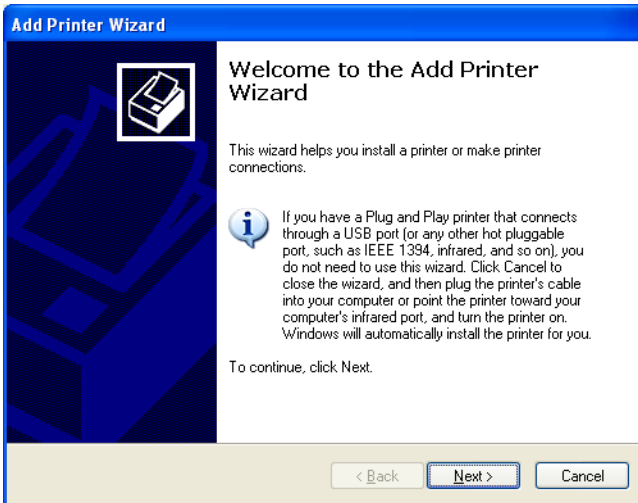 Add Printer Wizard
Welcome to the Add Printer
Wizard
This wizard helps you install a printer or make printer
connections.
If you have a Plug and Play printer that connects
through a USB port (or any other hot pluggable
port, such as IEEE 1394, infrared, and so on), you
do not need to use this wizard. Click Cancel to
close the wizard, and then plug the printer's cable
into your computer or point the printer toward your
computer's infrared port, and turn the printer on.
Windows will automatically install the printer for you.
To continue, click Next.
< Back Next > Cancel